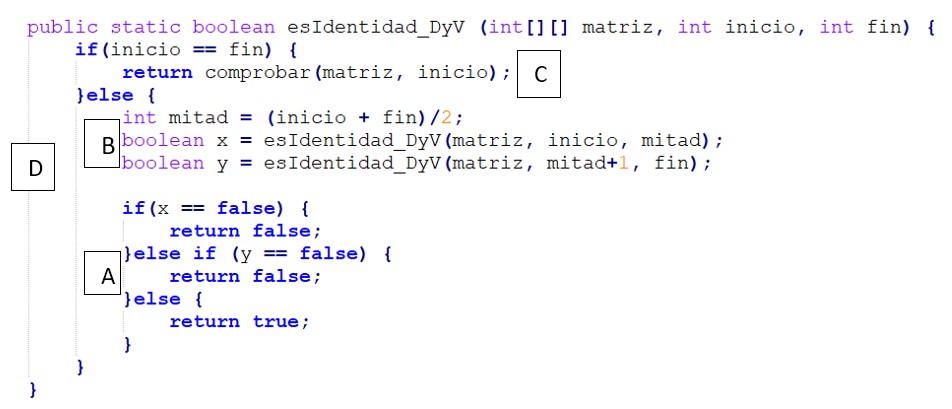 public static boolean esIdentidad_DyV (int[][] matriz, int inicio, int fin) {
if(inicio == fin) {
return comprobar(matriz, inicio); C
}else {
int mitad = (inicio + fin)/2;
B boolean x = esIdentidad_DyV(matriz, inicio, mitad);
boolean y = esIdentidad_DyV(matriz, mitad+1, fin);
D
if(x == false) {
return false;
}else if (y == false) {
A return false;
}else {
return true;
}
}
}